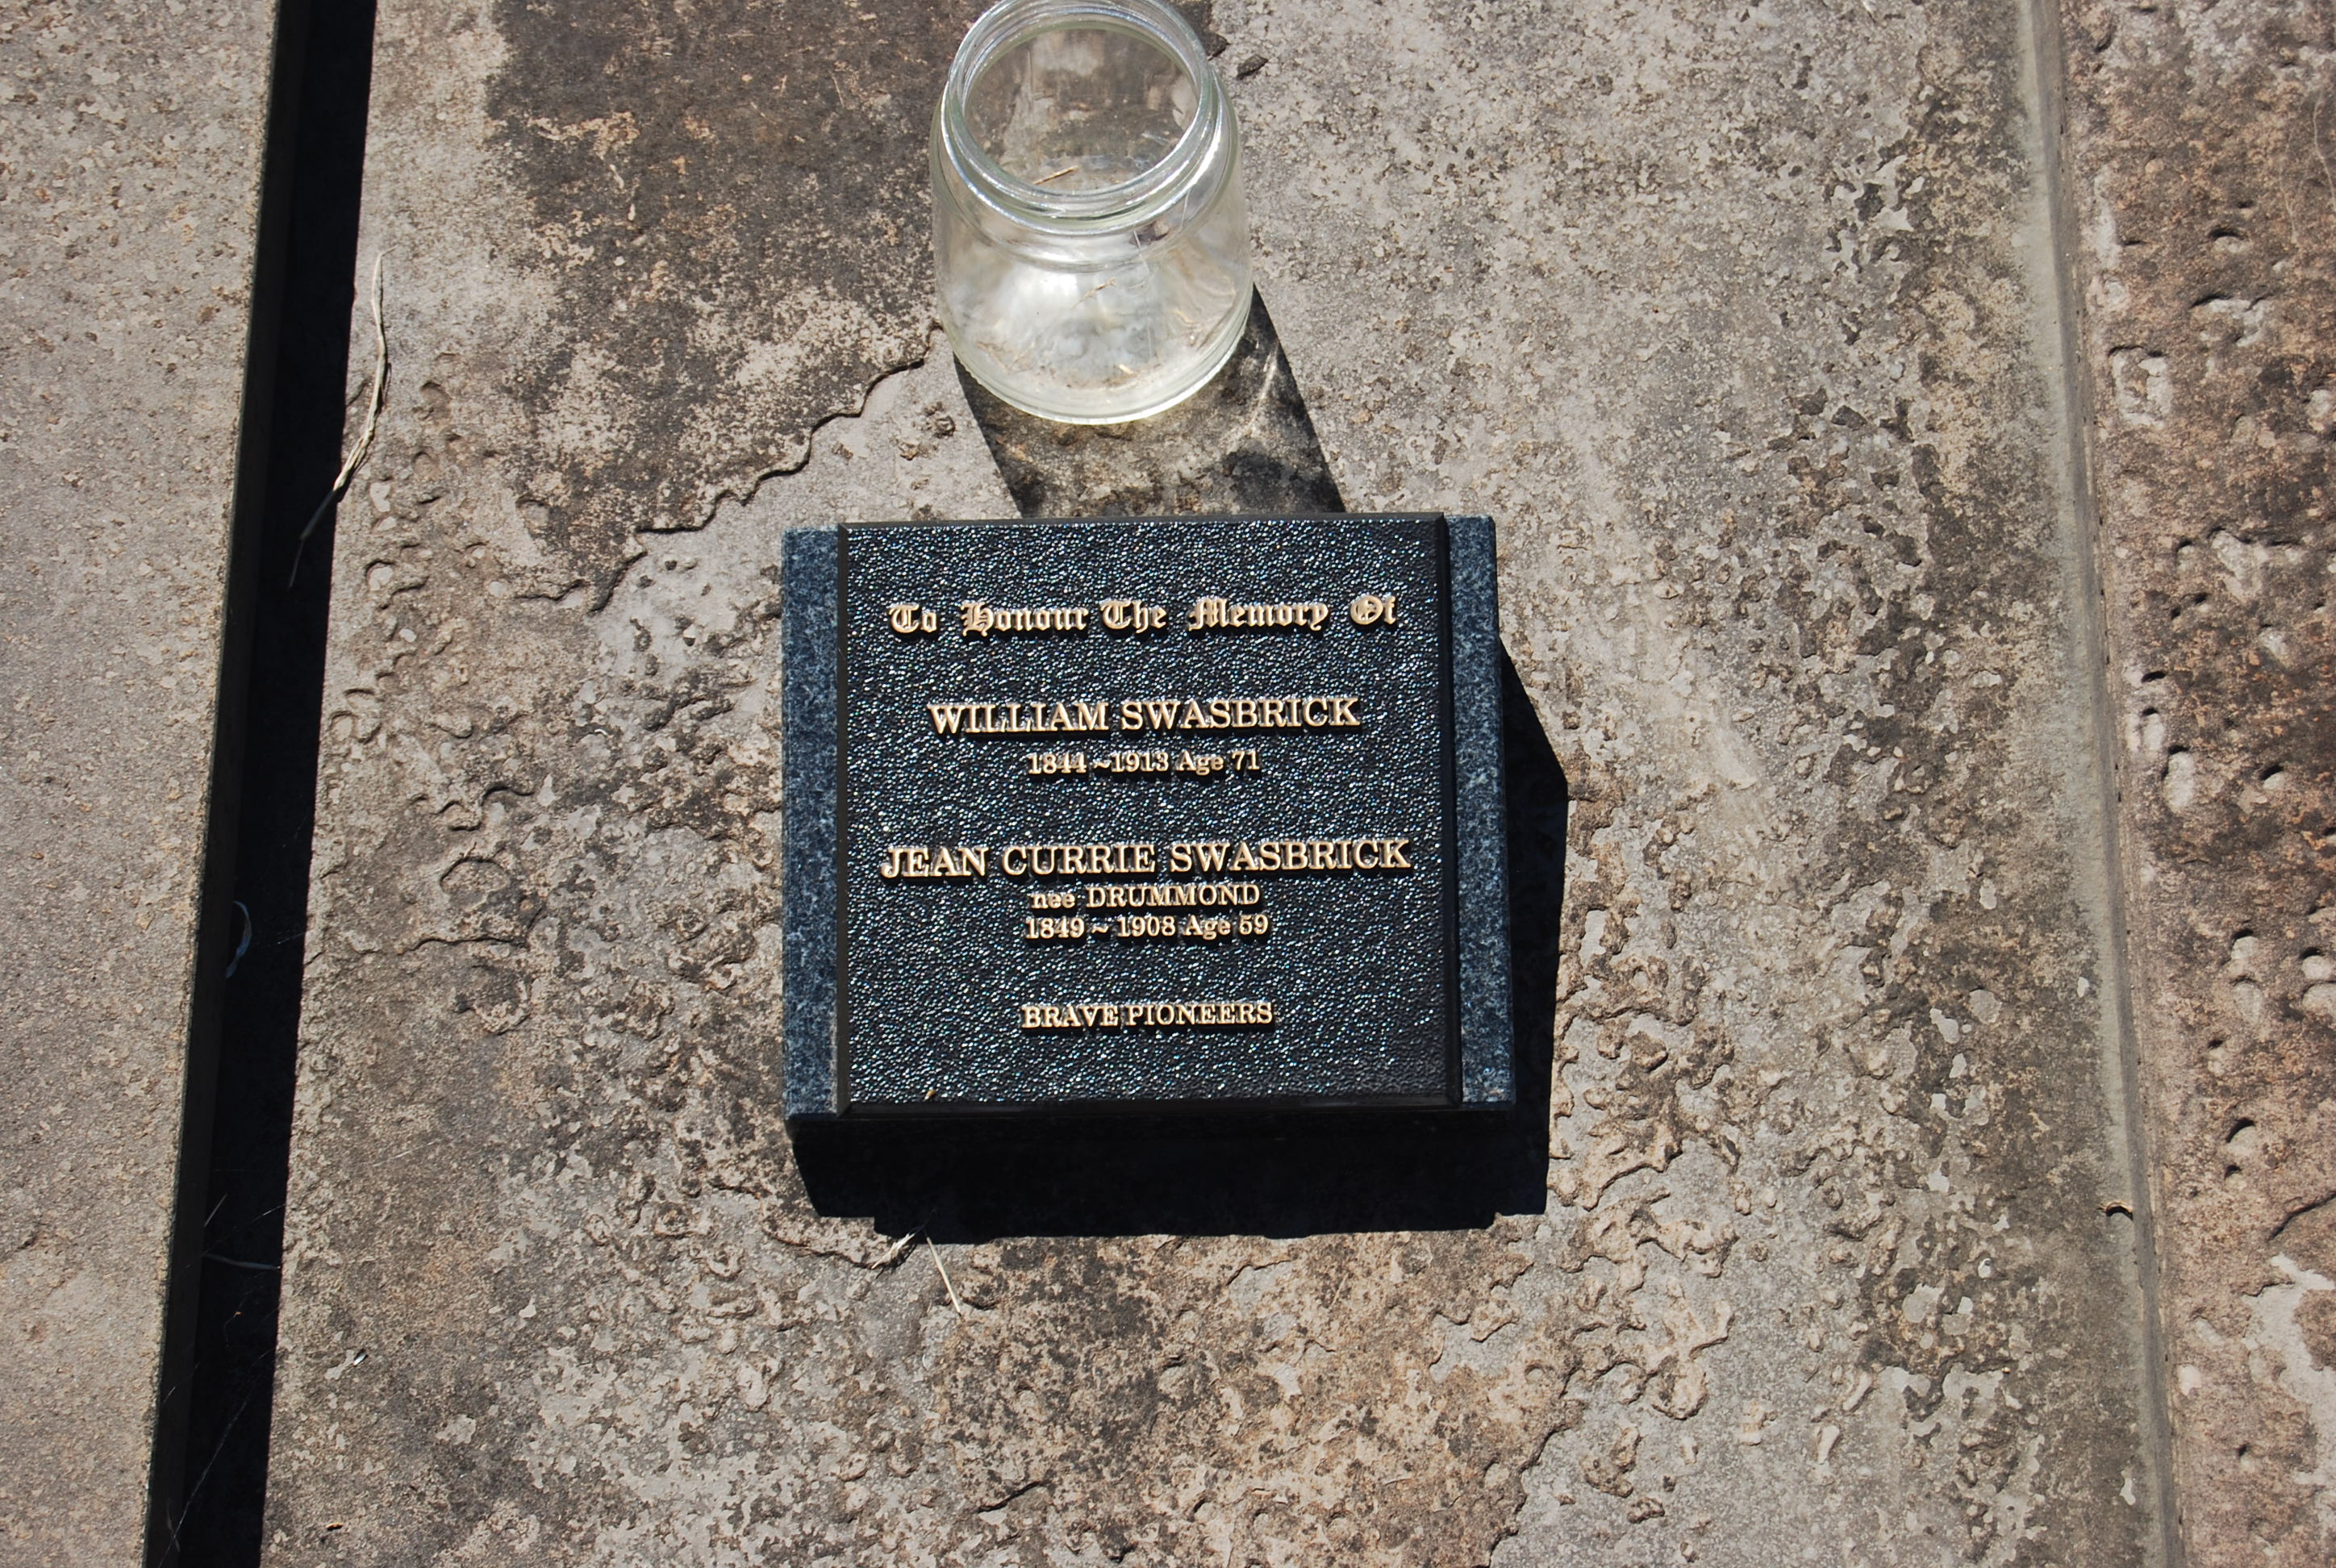 To Honour The Memory Of
WILLIAM SWASBRICK
1844 ~ 1913 Age 71
JEAN CURRIE SWASBRICK
nee DRUMMOND
1849 ~ 1908 Age 59
BRAVE PIONEERS